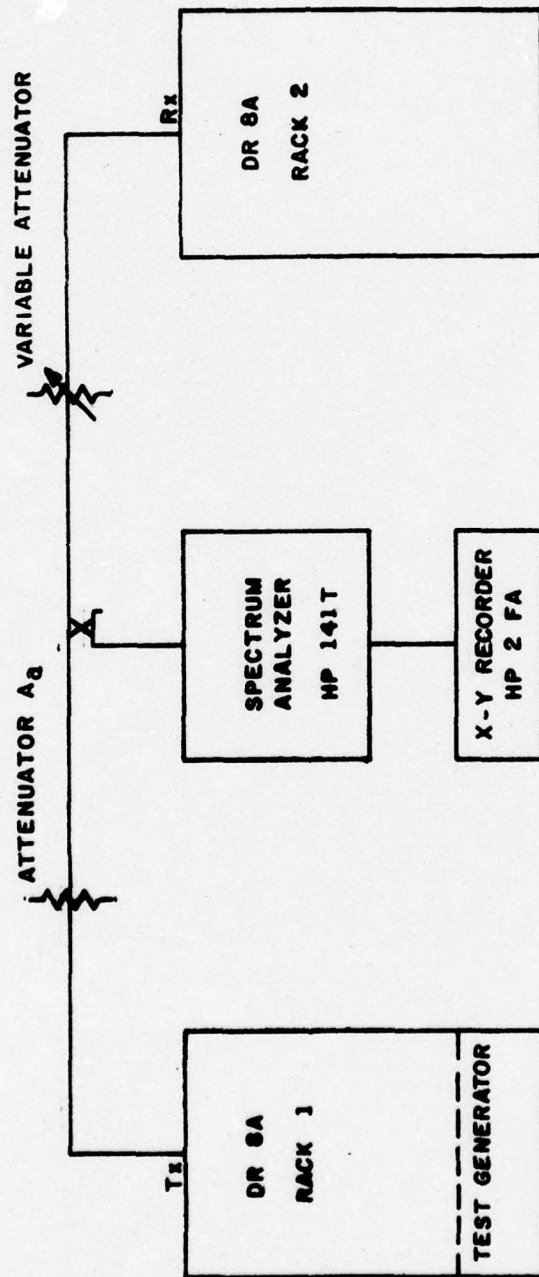 ATTENUATOR Aa
VARIABLE ATTENUATOR
Tx
Rx
DR 8A
RACK 1
TEST GENERATOR
SPECTRUM
ANALYZER
HP 141T
X-Y RECORDER
HP 2 FA
DR 8A
RACK 2